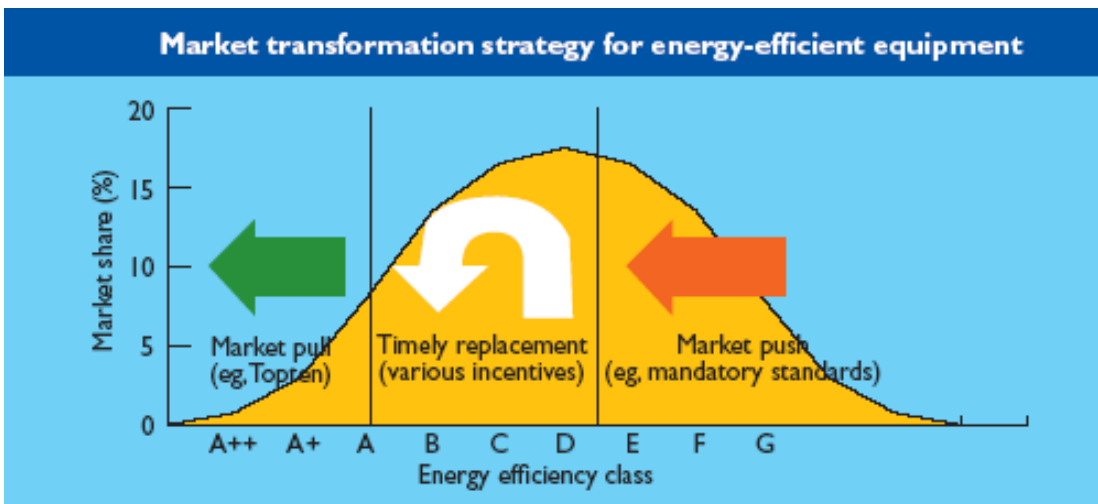 Market transformation strategy for energy-efficient equipment
20
15
10
5
0
Market share (%)
Market pull
(eg, Topten)
Timely replacement
(various incentives)
Market push
(eg, mandatory standards)
A++ A+ A B C D E F G
Energy efficiency class